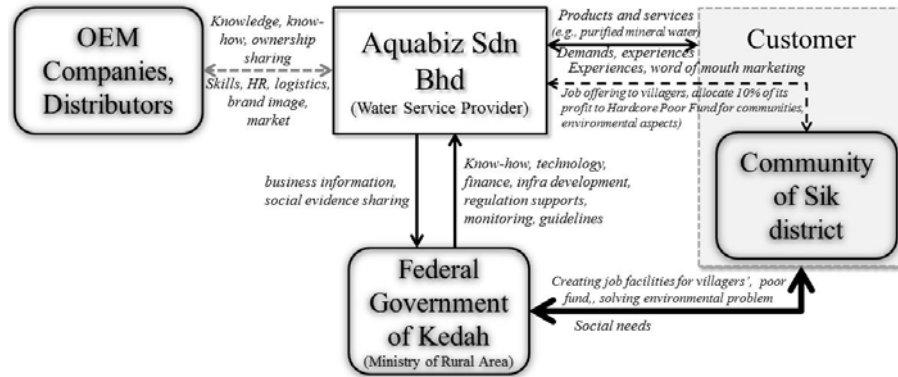 OEM
Companies,
Distributors
Knowledge, know-
how, ownership
sharing
Skills, HR, logistics,
brand image,
market
Aquabiz Sdn
Bhd
(Water Service Provider)
Products and services
(e.g., purified mineral water)
Demands, experiences
Experiences, word of mouth marketing
Job offering to villagers, allocate 10% of its
profit to Hardcore Poor Fund for communities,
environmental aspects)
Customer
Community
of Sik
district
business information,
social evidence sharing
Know-how, technology,
finance, infra development,
regulation supports,
monitoring, guidelines
Federal
Government
of Kedah
(Ministry of Rural Area)
Creating job facilities for villagers', poor
fund,, solving environmental problem
Social needs